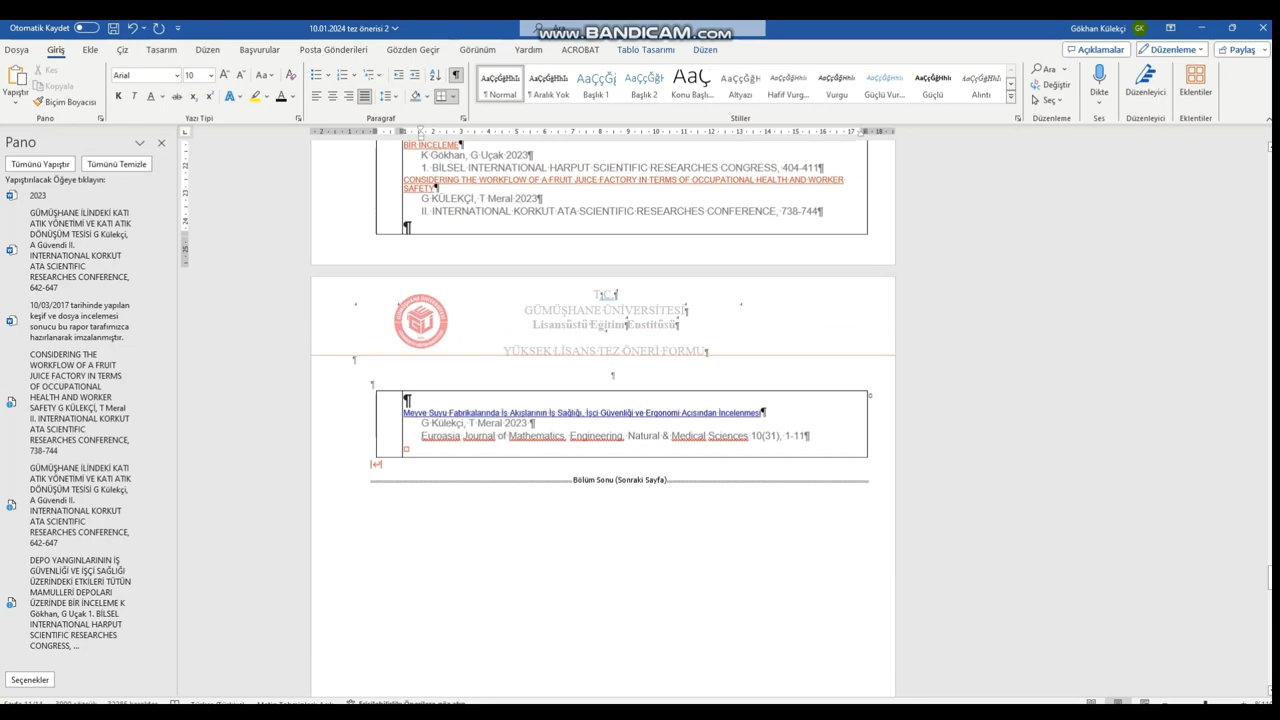 Otomatik Kaydet
10.01.2024 tez önerisi 2
Ara
www.BANDICAM.com
Gökhan Külekçi
GK
Dosya Giriş Ekle Çiz Tasarım Düzen Başvurular Posta Gönderileri Gözden Geçir Görünüm Yardım ACROBAT Tablo Tasarımı Düzen
Açıklamalar Düzenleme Paylaş
Yapıştır
Kes
Kopyala
Biçim Boyacısı
Arial 10
AaÇçĞğHhİı
¶ Normal
AaÇçĞğHhİı
¶ Aralık Yok
AaÇçĞğ
Başlık 1
AaÇçĞğH
Başlık 2
AaÇ
Konu Başlı...
AaÇçĞğHH
Altyazı
AaÇçĞğHhİı
Hafif Vurg...
AaÇçĞğHhİı
Vurgu
AaÇçĞğHhİı
Güçlü Vur...
AaÇçĞğHhİı
Güçlü
AaÇçĞğHhİı
Alıntı
Ara
Değiştir
Seç
Dikte
Düzenleyici
Eklentiler
Pano Yazı Tipi Paragraf Stiller Düzenleme Ses Düzenleyici Eklentiler
Pano
Tümünü Yapıştır Tümünü Temizle
Yapıştırılacak Öğeye tıklayın:
2023
GÜMÜŞHANE İLİNDEKİ KATI
ATIK YÖNETİMİ VE KATI ATIK
DÖNÜŞÜM TESİSİ G Külekçi,
A Güvendi II.
INTERNATIONAL KORKUT
ATA SCIENTIFIC
RESEARCHES CONFERENCE,
642-647
10/03/2017 tarihinde yapılan
keşif ve dosya incelemesi
sonucu bu rapor tarafımızca
hazırlanarak imzalanmıştır.
CONSIDERING THE
WORKFLOW OF A FRUIT
JUICE FACTORY IN TERMS
OF OCCUPATIONAL
HEALTH AND WORKER
SAFETY G KÜLEKÇİ, T Meral
II. INTERNATIONAL KORKUT
ATA SCIENTIFIC
RESEARCHES CONFERENCE,
738-744
GÜMÜŞHANE İLİNDEKİ KATI
ATIK YÖNETİMİ VE KATI ATIK
DÖNÜŞÜM TESİSİ G Külekçi,
A Güvendi II.
INTERNATIONAL KORKUT
ATA SCIENTIFIC
RESEARCHES CONFERENCE,
642-647
DEPO YANGINLARININ İŞ
GÜVENLİĞİ VE İŞÇİ SAĞLIĞI
ÜZERİNDEKİ ETKİLERİ TÜTÜN
MAMULLERİ DEPOLARI
ÜZERİNDE BİR İNCELEME K
Gökhan, G Uçak 1. BİLSEL
INTERNATIONAL HARPUT
SCIENTIFIC RESEARCHES
CONGRESS, ...
Seçenekler
BİR İNCELEME¶
K Gökhan, G Uçak 2023¶
1. BİLSEL INTERNATIONAL HARPUT SCIENTIFIC RESEARCHES CONGRESS, 404-411¶
CONSIDERING THE WORKFLOW OF A FRUIT JUICE FACTORY IN TERMS OF OCCUPATIONAL HEALTH AND WORKER
SAFETY¶
G KÜLEKÇİ, T Meral 2023¶
II. INTERNATIONAL KORKUT ATA SCIENTIFIC RESEARCHES CONFERENCE, 738-744¶
¶
T.C.
GÜMÜŞHANE ÜNİVERSİTESİ¶
Lisansüstü Eğitim Enstitüsü¶
YÜKSEK LİSANS TEZ ÖNERİ FORMU¶
¶
Meyve Suyu Fabrikalarında İş Akışlarının İş Sağlığı, İşçi Güvenliği ve Ergonomi Açısından İncelenmesi¶
G Külekçi, T Meral 2023 ¶
Euroasia Journal of Mathematics, Engineering, Natural & Medical Sciences 10(31), 1-11¶
Bölüm Sonu (Sonraki Sayfa)